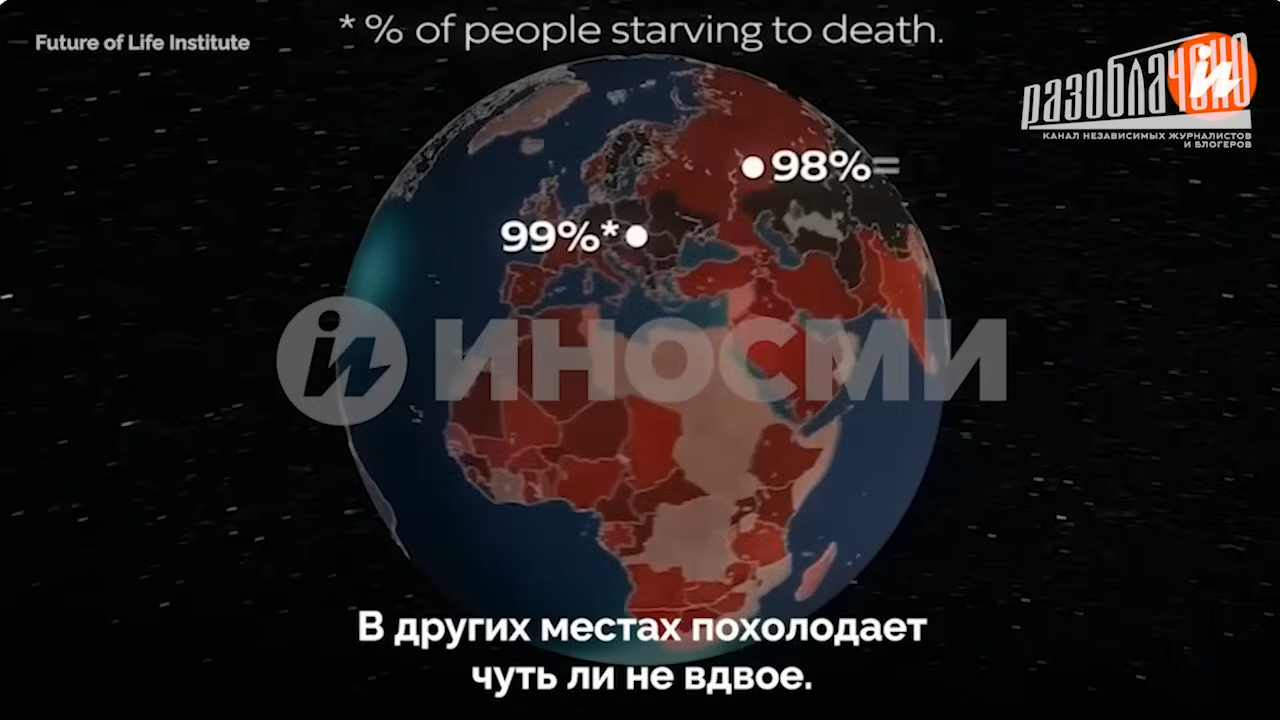 * % of people starving to death.
Future of Life Institute
разоблачено
КАНАЛ НЕЗАВИСИМЫХ ЖУРНАЛИСТОВ
И БЛОГЕРОВ
98%=
99%*
ИНОСМИ
В других местах похолодает
чуть ли не вдвое.